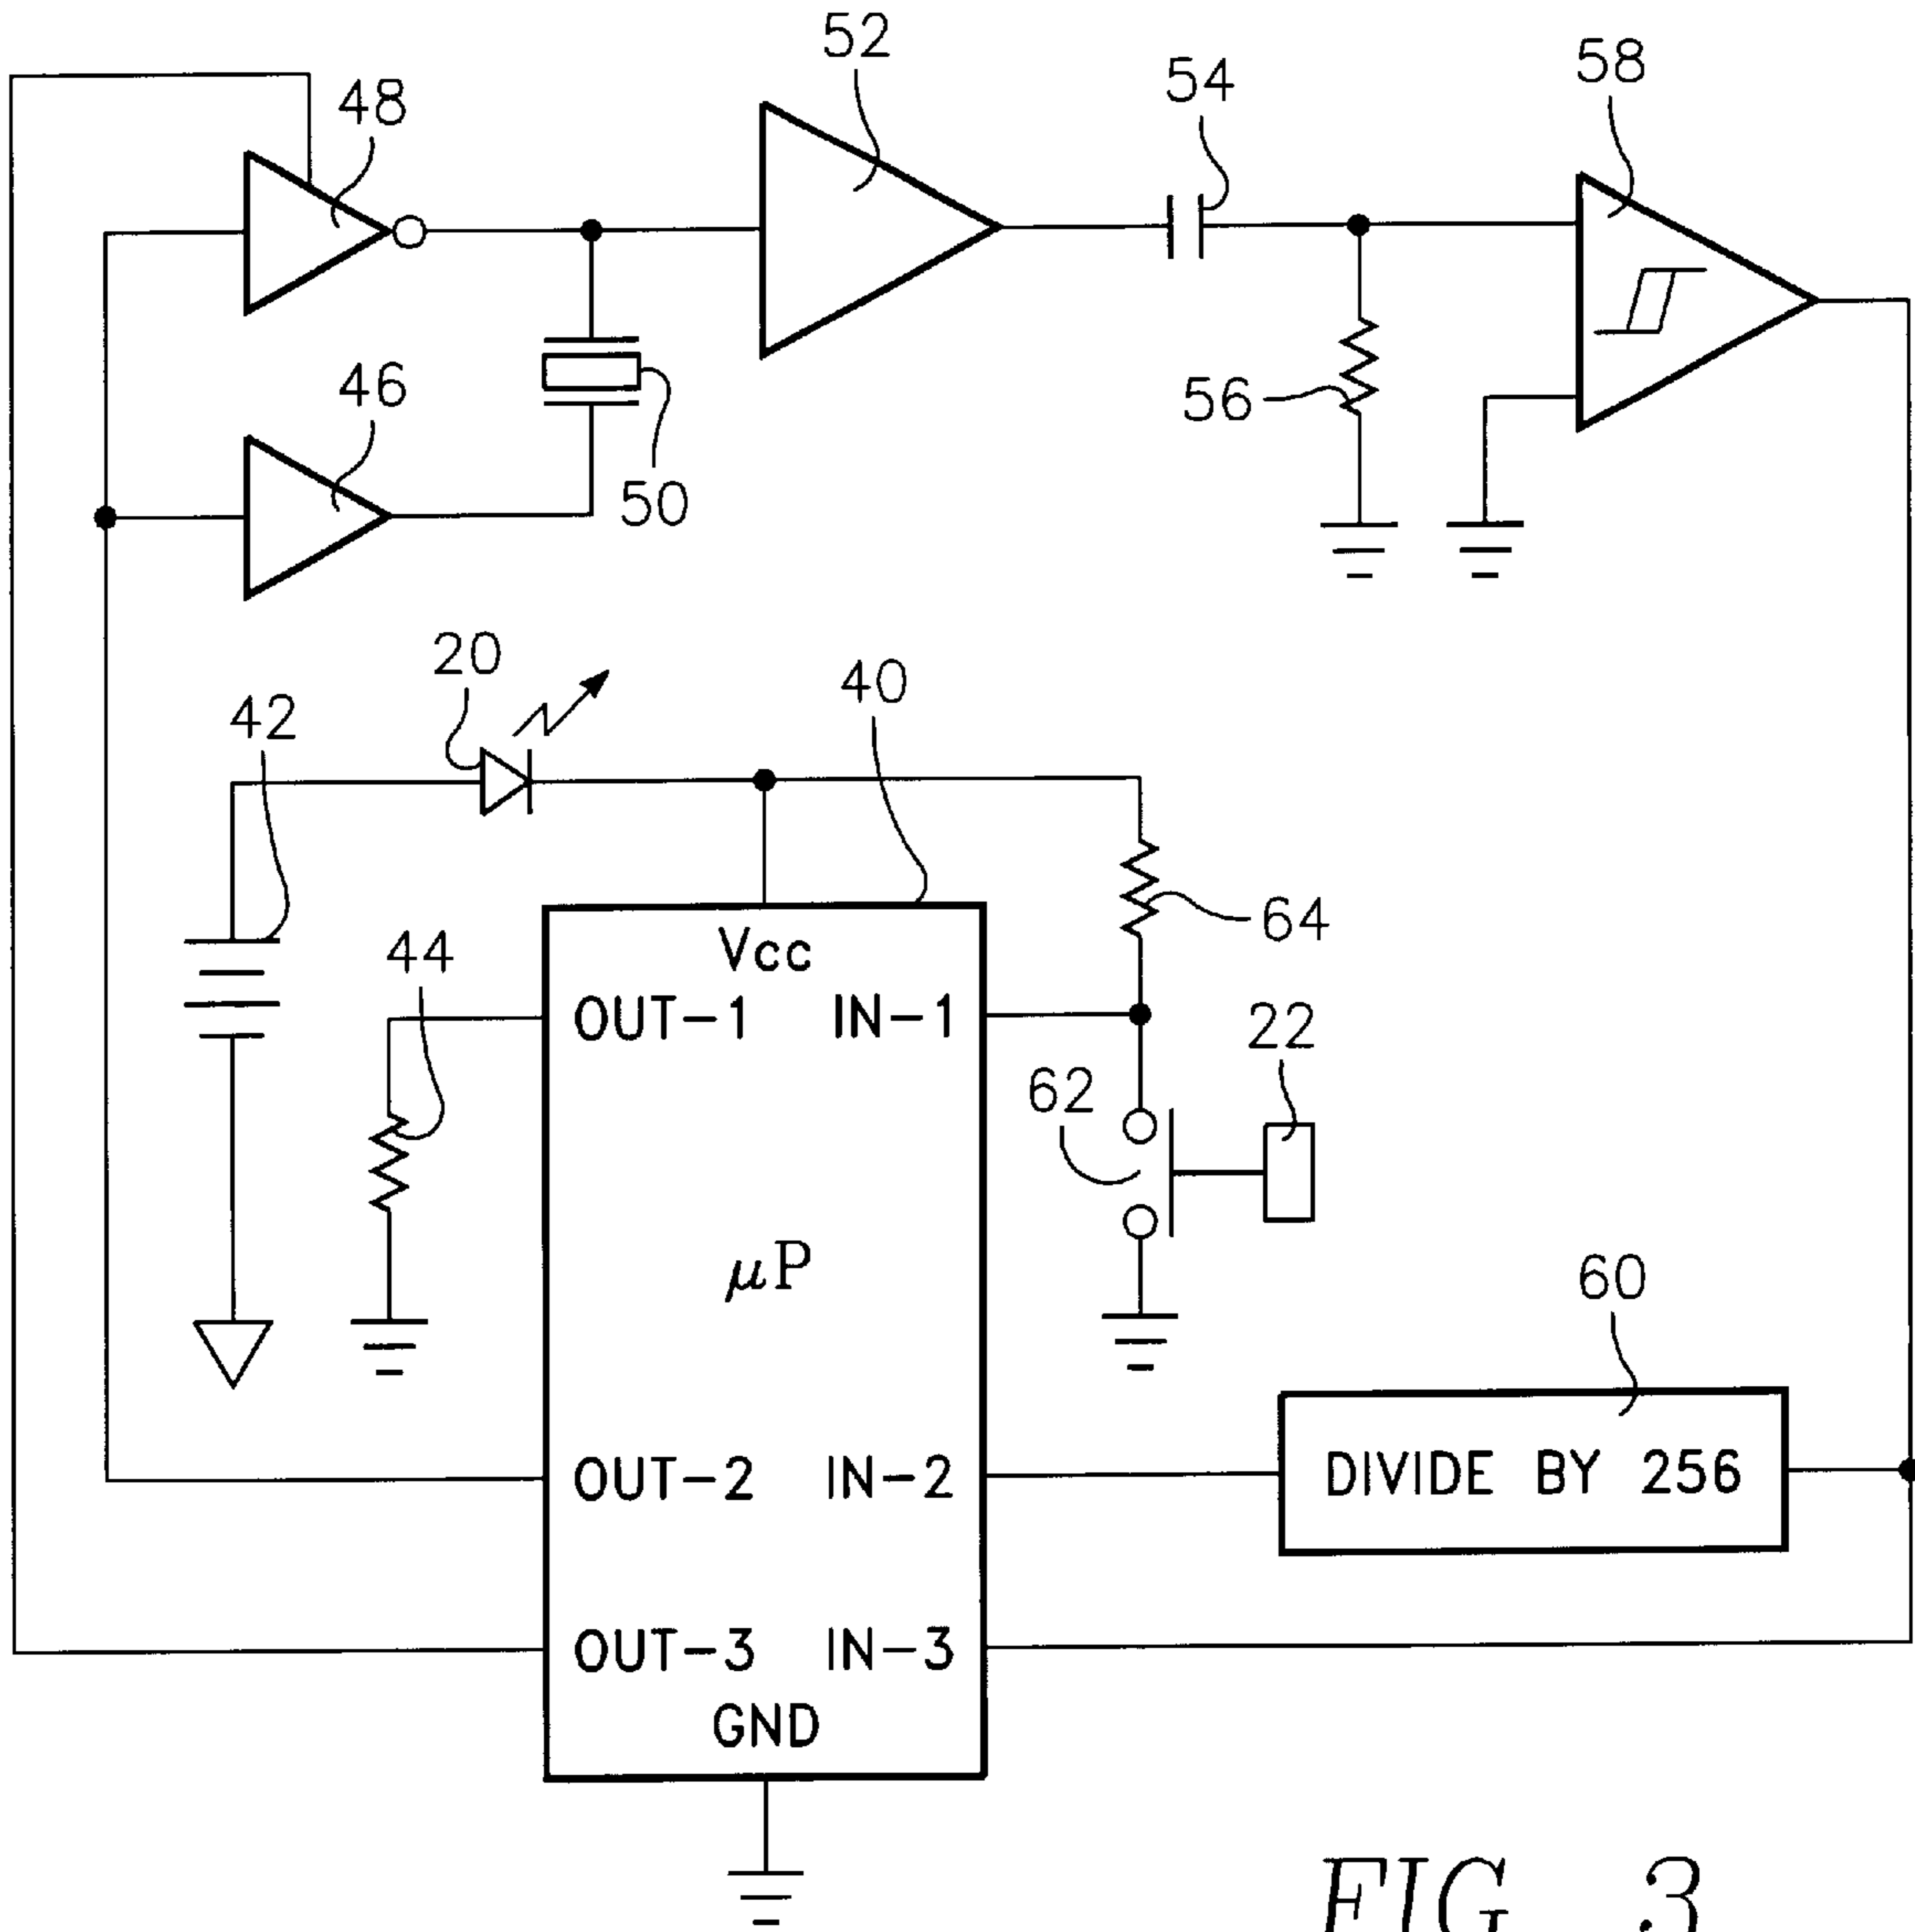 52
58
54
48
46
56
50
20
40
42
64
44
Vcc
OUT-1 IN-1
22
62
μP
60
OUT-2 IN-2
DIVIDE BY 256
OUT-3 IN-3
GND
FIG. 3